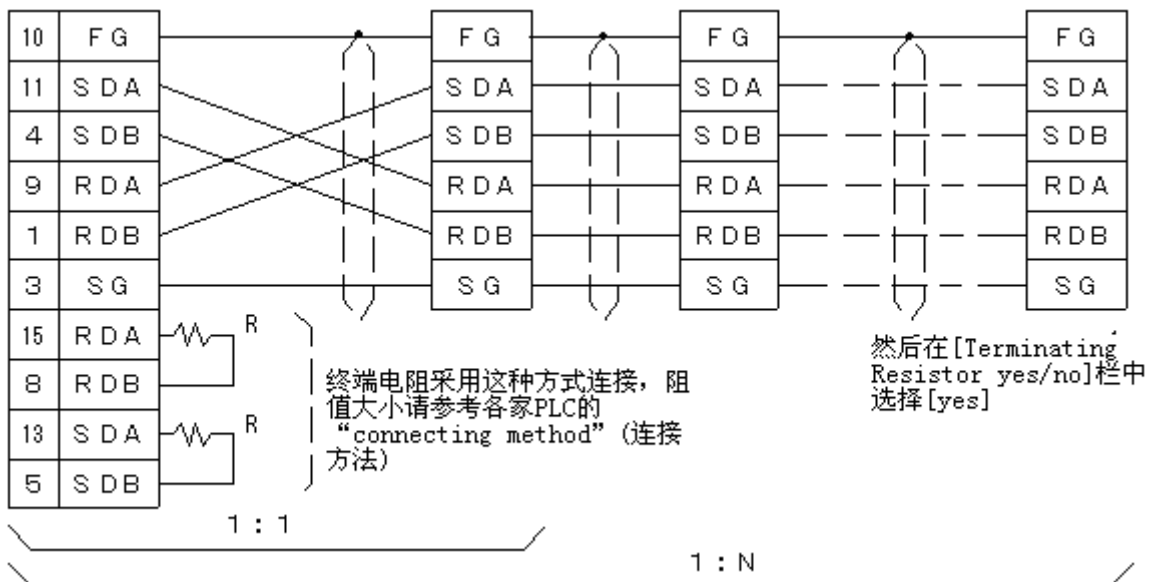 10 FG FG FG FG
11 SDA SDA SDA SDA
4 SDB SDB SDB SDB
9 RDA RDA RDA RDA
1 RDB RDB RDB RDB
3 SG SG SG SG
15 RDA R
8 RDB
13 SDA R
5 SDB
终端电阻采用这种方式连接，阻
值大小请参考各家PLC的
“connecting method”(连接
方法)
然后在[Terminating
Resistor yes/no]栏中
选择[yes]
1：1
1：N